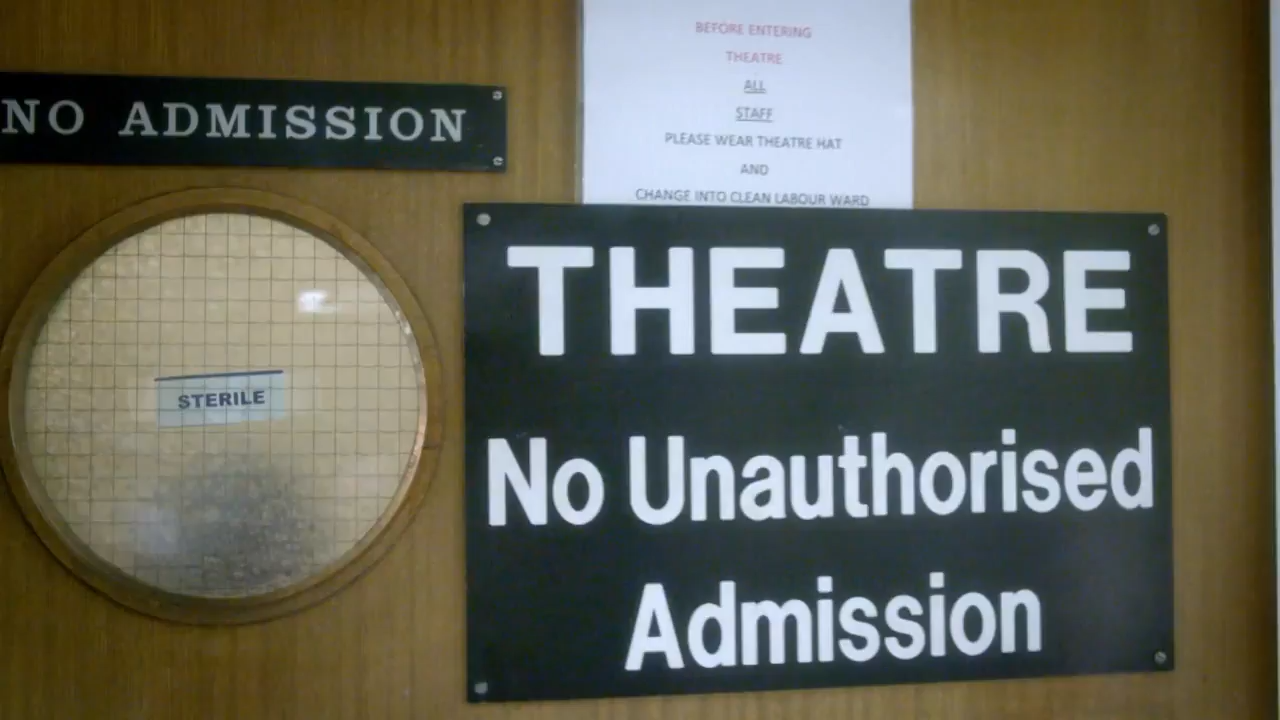 NO ADMISSION
BEFORE ENTERING
THEATRE
ALL
STAFF
PLEASE WEAR THEATRE HAT
AND
CHANGE INTO CLEAN LABOUR WARD
STERILE
THEATRE
No Unauthorised
Admission